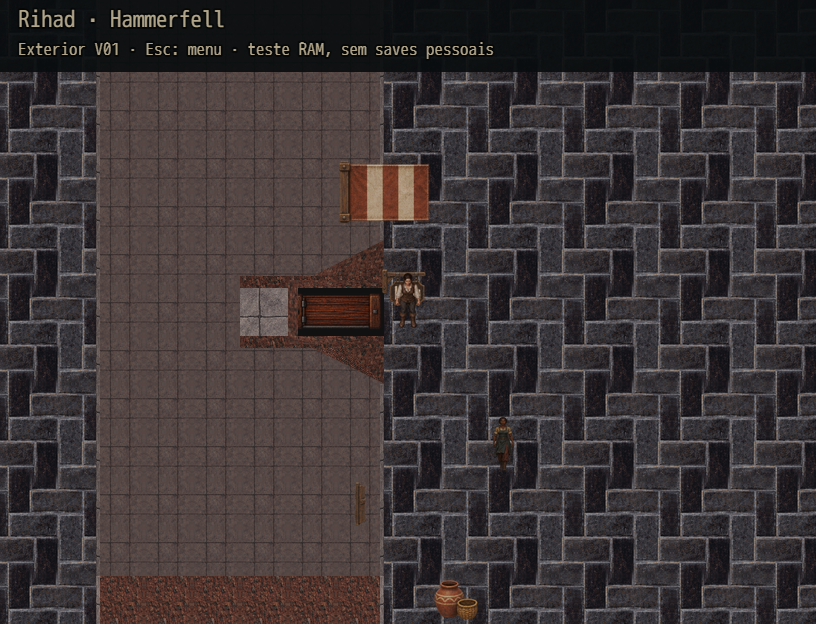 Rihad · Hammerfell
Exterior V01 · Esc: menu · teste RAM, sem saves pessoais